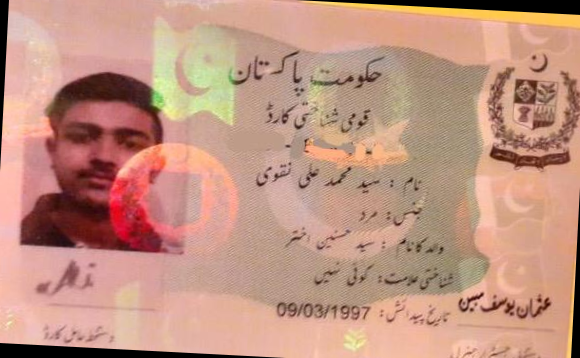 حکومت پاکستان
قومی شناختی کارڈ
نام : سید محمد علی نقوی
جنس: مرد
والد کا نام : سید حسنین اختر
شناختی علامت: کوئی نہیں
تاریخ پیدائش: 09/03/1997
عثمان یوسف مبین
دستخط حامل کارڈ